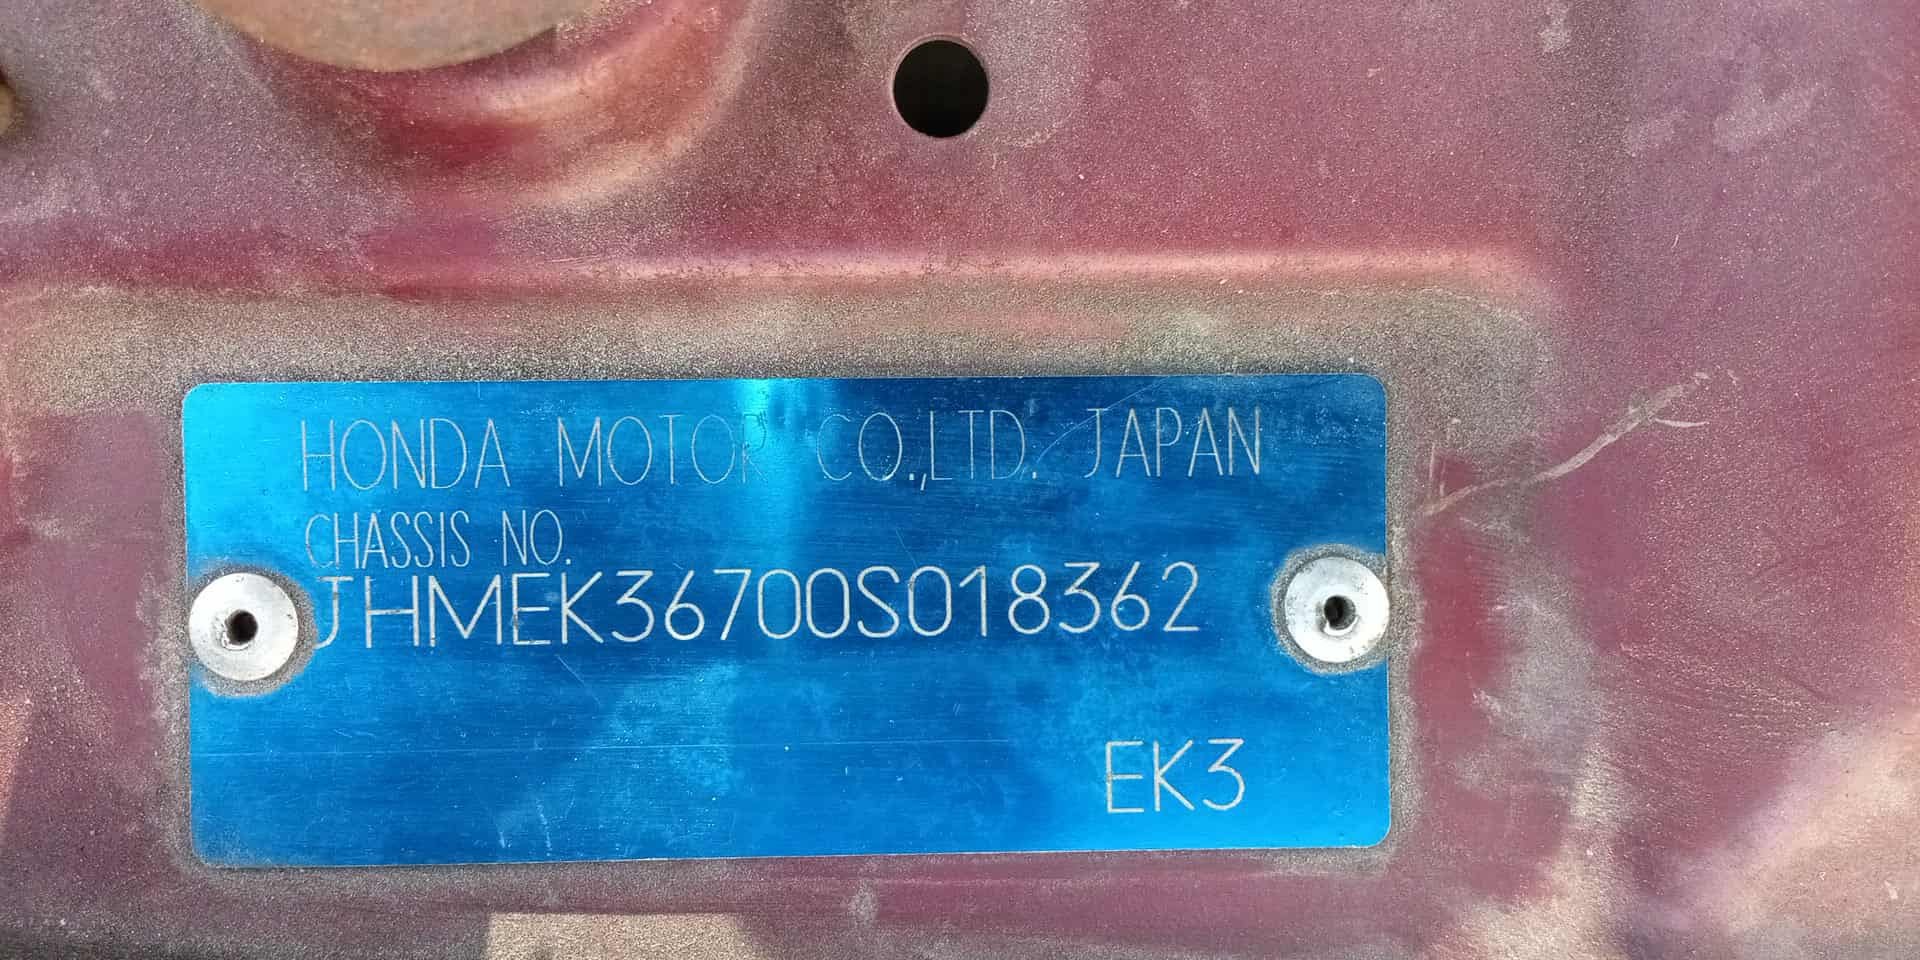 HONDA MOTOR CO.,LTD. JAPAN
CHASSIS NO.
JHMEK36700S018362
EK3